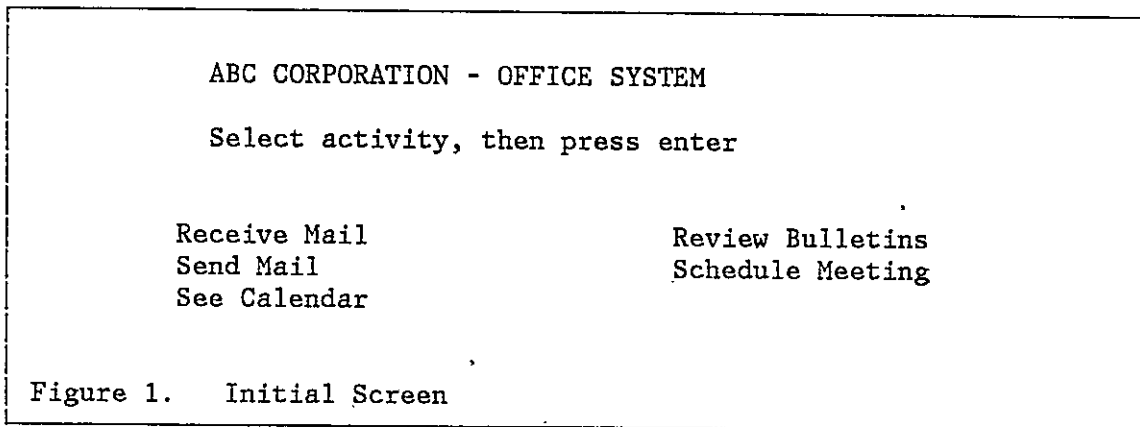 ABC CORPORATION - OFFICE SYSTEM
Select activity, then press enter
Receive Mail
Send Mail
See Calendar
Review Bulletins
Schedule Meeting
Figure 1. Initial Screen